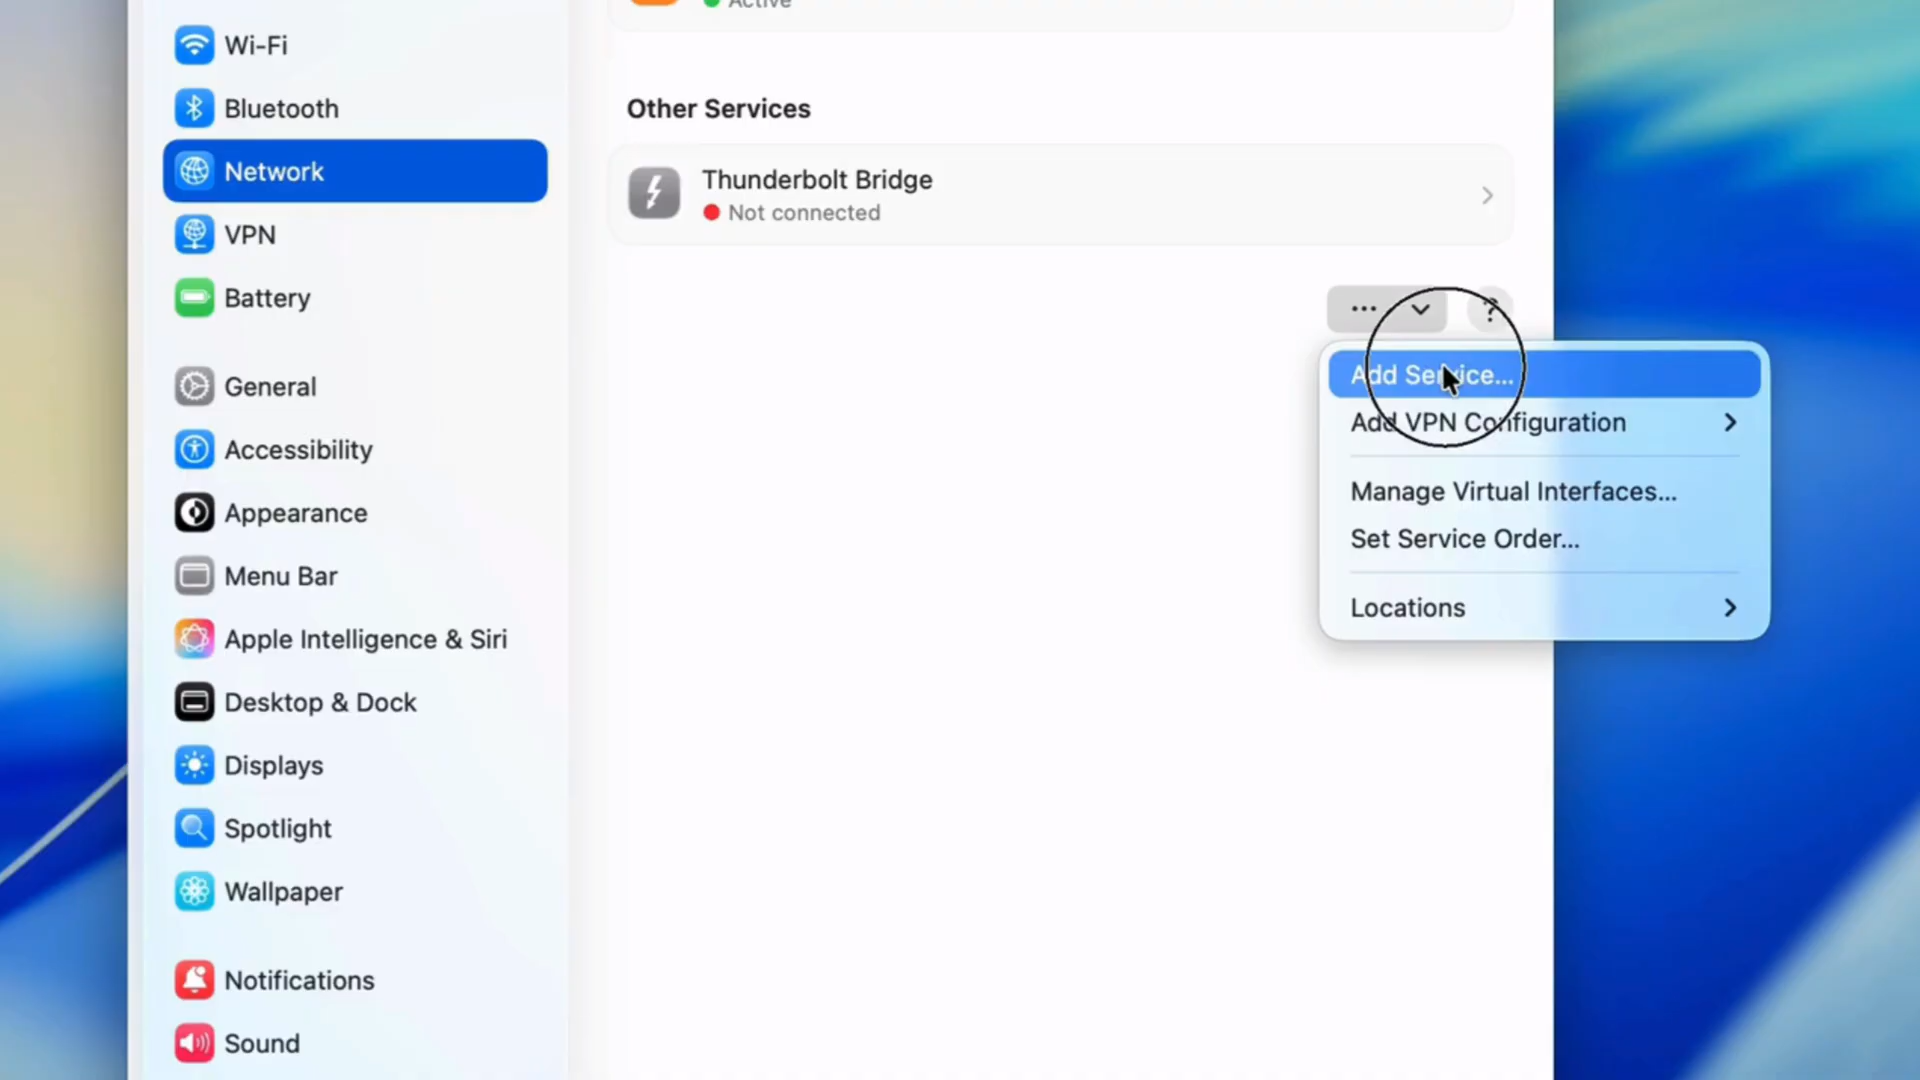 Active
Wi-Fi
Bluetooth
Network
VPN
Battery
General
Accessibility
Appearance
Menu Bar
Apple Intelligence & Siri
Desktop & Dock
Displays
Spotlight
Wallpaper
Notifications
Sound
Other Services
Thunderbolt Bridge
Not connected
?
Add Service...
Add VPN Configuration
Manage Virtual Interfaces...
Set Service Order...
Locations